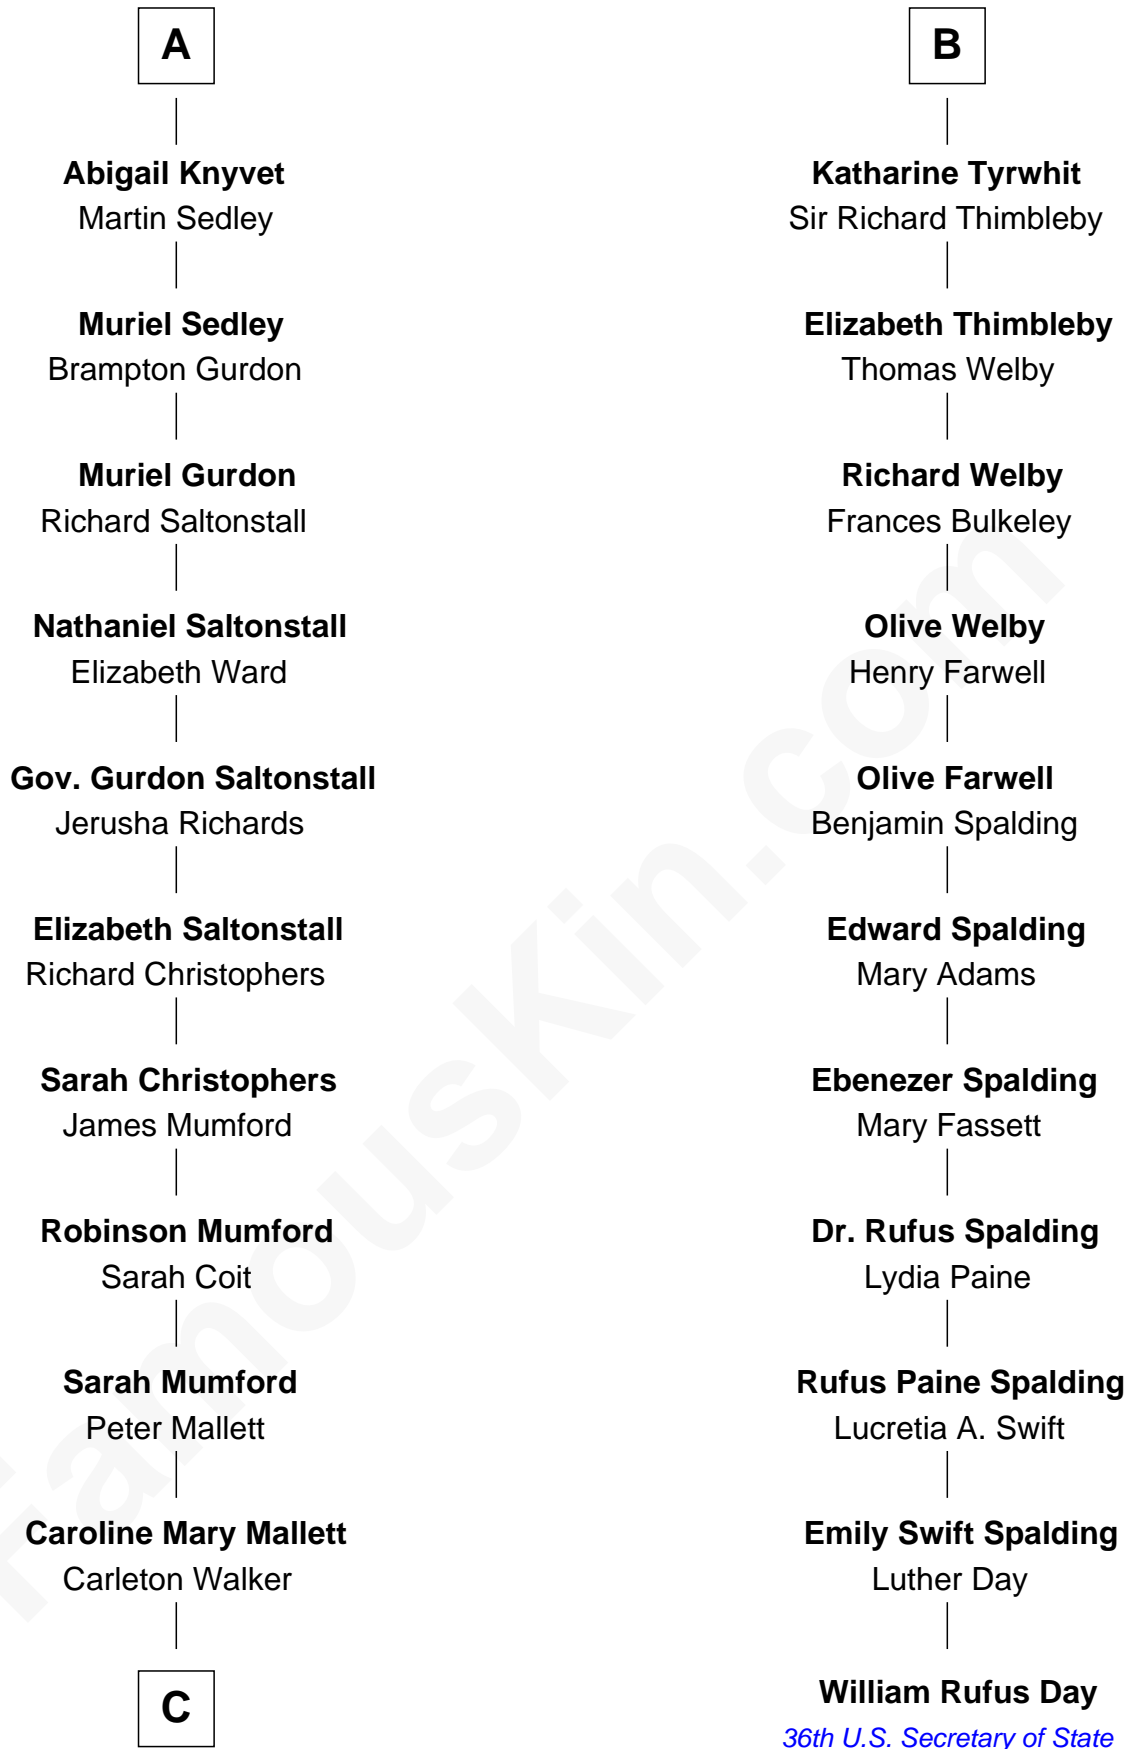 A
Abigail Knyvet
Martin Sedley
Muriel Sedley
Brampton Gurdon
Muriel Gurdon
Richard Saltonstall
Nathaniel Saltonstall
Elizabeth Ward
Gov. Gurdon Saltonstall
Jerusha Richards
Elizabeth Saltonstall
Richard Christophers
Sarah Christophers
James Mumford
Robinson Mumford
Sarah Coit
Sarah Mumford
Peter Mallett
Caroline Mary Mallett
Carleton Walker
C
B
Katharine Tyrwhit
Sir Richard Thimbleby
Elizabeth Thimbleby
Thomas Welby
Richard Welby
Frances Bulkeley
Olive Welby
Henry Farwell
Olive Farwell
Benjamin Spalding
Edward Spalding
Mary Adams
Ebenezer Spalding
Mary Fassett
Dr. Rufus Spalding
Lydia Paine
Rufus Paine Spalding
Lucretia A. Swift
Emily Swift Spalding
Luther Day
William Rufus Day
36th U.S. Secretary of State
FamousKin.com